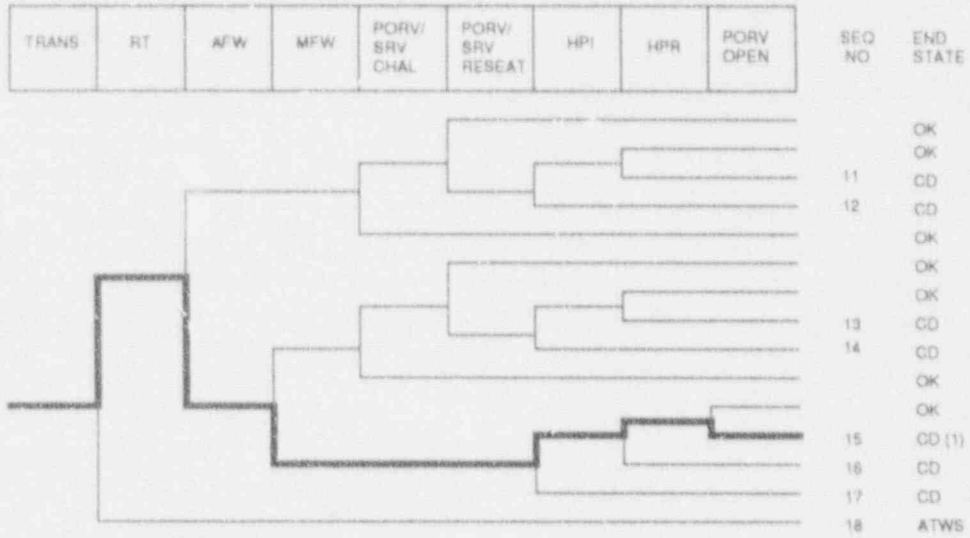 TRANS RT AFW MFW PORV/ SRV CHAL PORV/ SRV RESEAT HPI HPR PORV OPEN SEQ NO END STATE
OK
OK
11 CD
12 CD
OK
OK
OK
13 CD
14 CD
OK
OK
15 CD (1)
16 CD
17 CD
18 ATWS